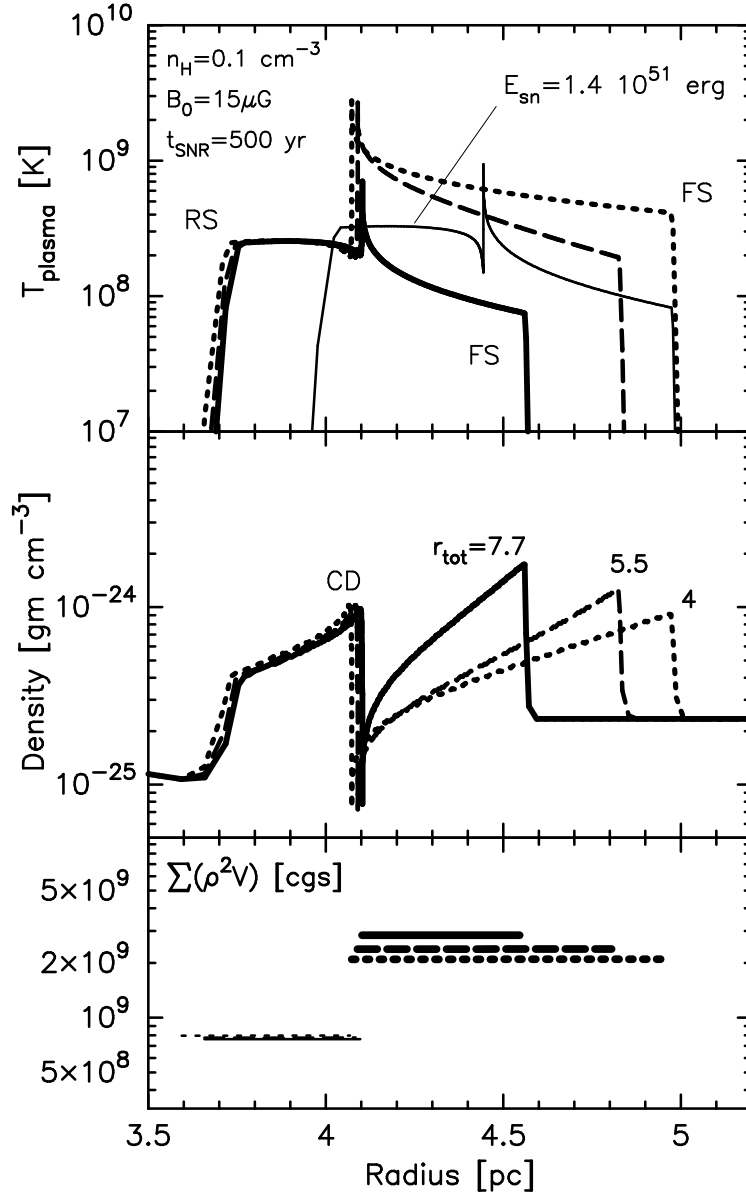 10^10
n_H=0.1 cm^-3
E_sn=1.4 10^51 erg
B_0=15μG
t_SNR=500 yr
10^9
RS
FS
T_plasma [K]
10^8
FS
10^7
r_tot=7.7
5.5
CD
4
10^-24
Density [gm cm^-3]
10^-25
∑(ρ^2V) [cgs]
5×10^9
2×10^9
10^9
5×10^8
3.5 4 4.5 5
Radius [pc]